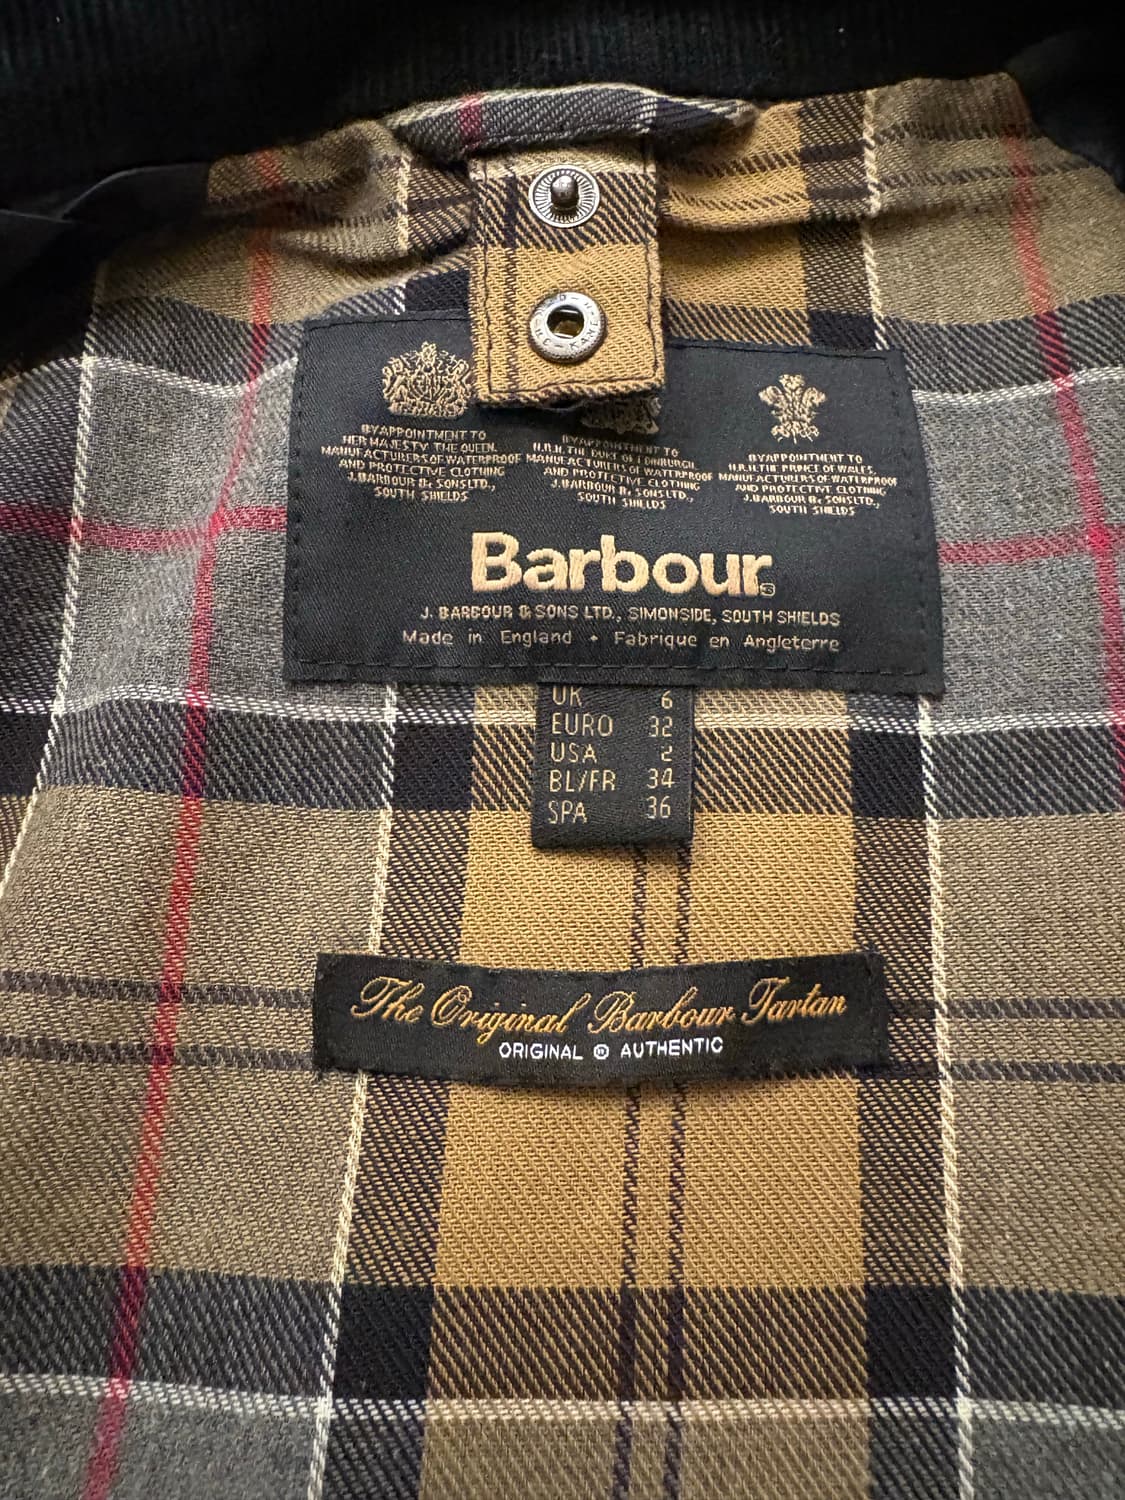 BY APPOINTMENT TO
HER MAJESTY THE QUEEN.
MANUFACTURERS OF WATERPROOF
AND PROTECTIVE CLOTHING
J. BARBOUR & SONS LTD.,
SOUTH SHIELDS
BY APPOINTMENT TO
H.R.H. THE DUKE OF EDINBURGH.
MANUFACTURERS OF WATERPROOF
AND PROTECTIVE CLOTHING
J. BARBOUR & SONS LTD.,
SOUTH SHIELDS
BY APPOINTMENT TO
H.R.H. THE PRINCE OF WALES.
MANUFACTURERS OF WATERPROOF
AND PROTECTIVE CLOTHING
J. BARBOUR & SONS LTD.,
SOUTH SHIELDS
Barbour
J. BARBOUR & SONS LTD., SIMONSIDE, SOUTH SHIELDS
Made in England • Fabriqué en Angleterre
UK 6
EURO 32
USA 2
BL/FR 34
SPA 36
The Original Barbour Tartan
ORIGINAL AUTHENTIC